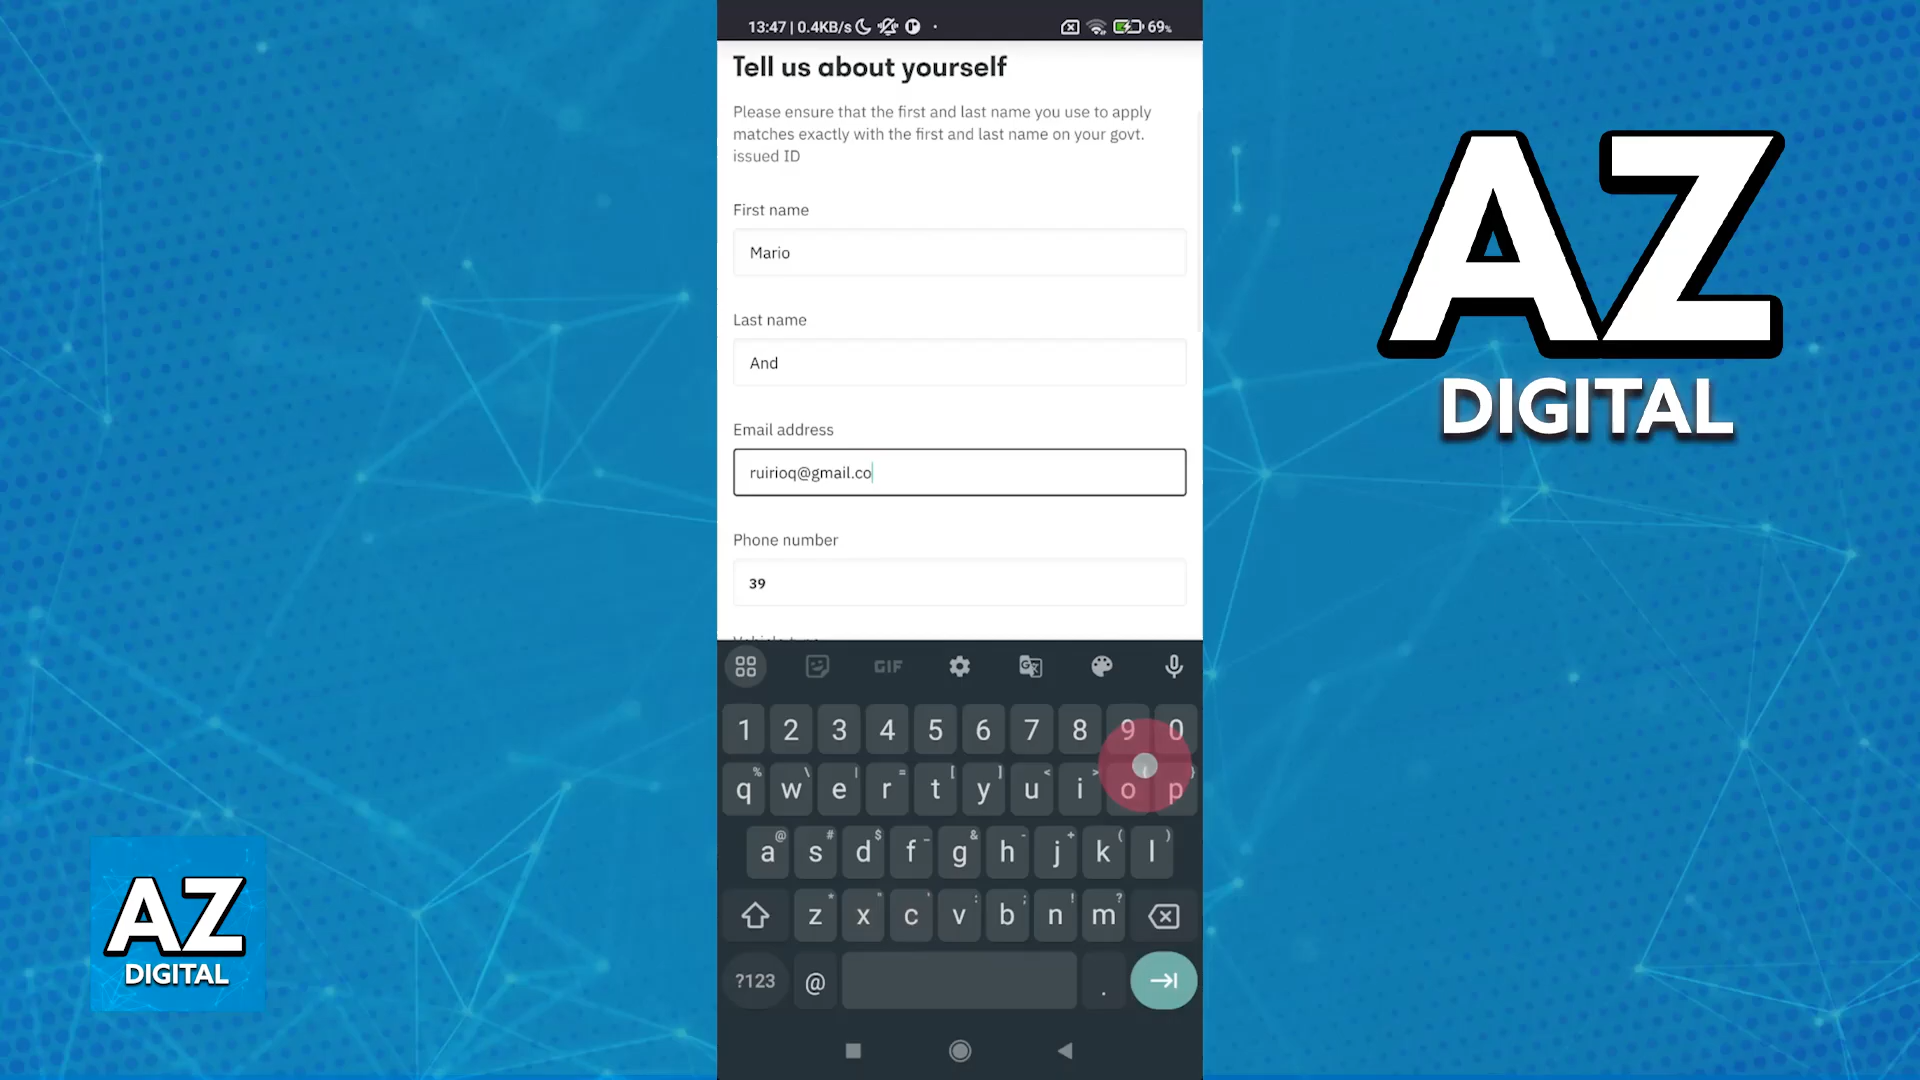 13:47 | 0.4KB/s
69%
Tell us about yourself
Please ensure that the first and last name you use to apply
matches exactly with the first and last name on your govt.
issued ID
First name
Mario
Last name
And
Email address
ruirioq@gmail.co
Phone number
39
GIF
1 2 3 4 5 6 7 8 9 0
q w e r t y u i o p
a s d f g h j k l
z x c v b n m
?123 @ .
AZ
DIGITAL
AZ
DIGITAL